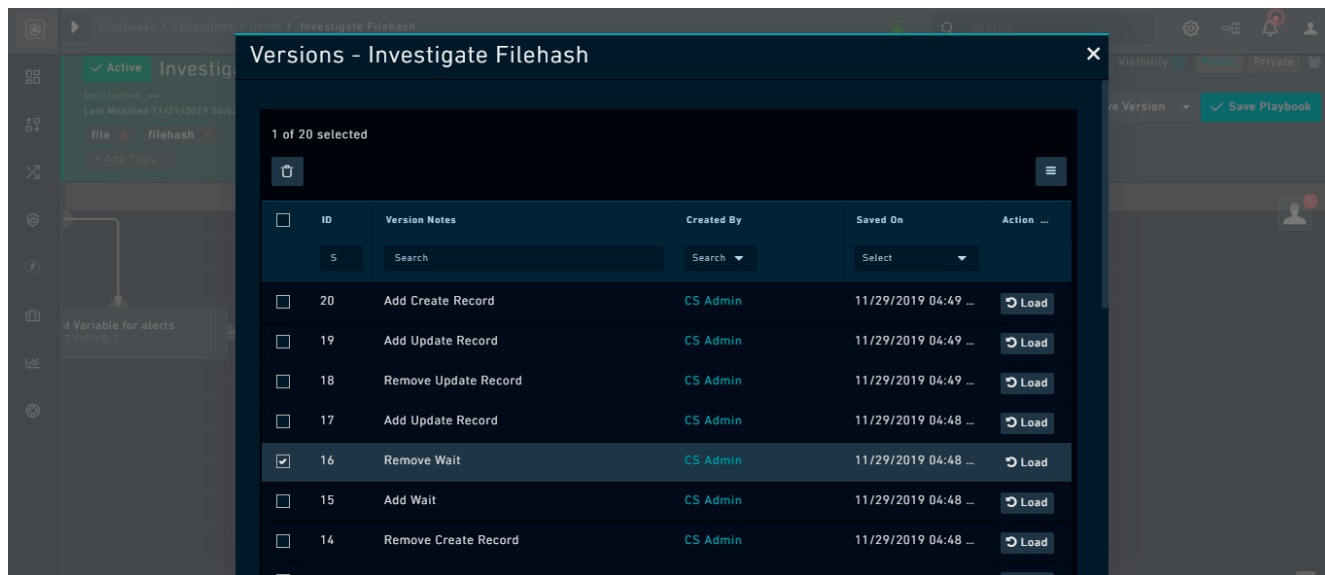 Playbooks / Collections / Demo / Investigate Filehash
Search
Versions - Investigate Filehash
Active
Investig
Visibility
Private
Description --
Last Modified 11/29/2019 04:0
Version
Save Playbook
file
filehash
+ Add Tags
1 of 20 selected
ID Version Notes Created By Saved On Action ...
S Search Search Select
20 Add Create Record CS Admin 11/29/2019 04:49 ... Load
19 Add Update Record CS Admin 11/29/2019 04:49 ... Load
18 Remove Update Record CS Admin 11/29/2019 04:49 ... Load
17 Add Update Record CS Admin 11/29/2019 04:48 ... Load
16 Remove Wait CS Admin 11/29/2019 04:48 ... Load
15 Add Wait CS Admin 11/29/2019 04:48 ... Load
14 Remove Create Record CS Admin 11/29/2019 04:48 ... Load
et Variable for alerts
T VARIABLE